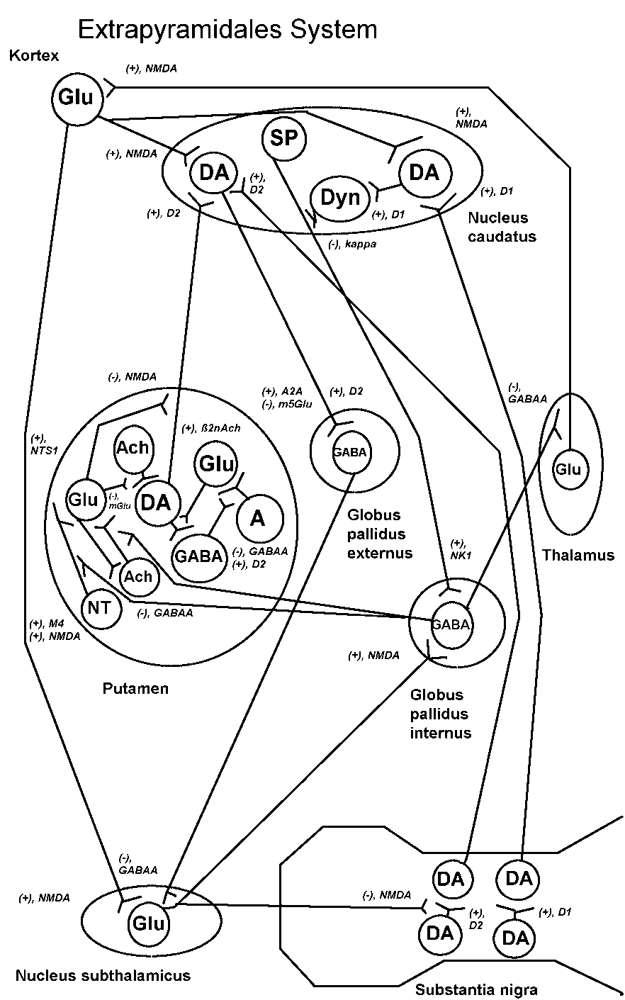 Extrapyramidales System
Kortex
(+), NMDA
Glu
(+),
NMDA
SP
(+), NMDA
DA
(+),
D2
DA
Dyn
(+), D1
(+), D2
(+), D1
Nucleus
caudatus
(-), kappa
(-), NMDA
(+), A2A
(-), m5Glu
(+), D2
(-),
GABAA
(+),
NTS1
Ach
(+), ß2nAch
Glu
GABA
Glu
Glu
(-),
mGlu
DA
A
Globus
pallidus
externus
GABA
(-), GABAA
(+), D2
(+),
NK1
Thalamus
Ach
NT
(-), GABAA
(+), M4
(+), NMDA
GABA
(+), NMDA
Putamen
Globus
pallidus
internus
(-),
GABAA
(+), NMDA
Glu
DA
DA
(-), NMDA
(+),
D2
(+), D1
DA
DA
Nucleus subthalamicus
Substantia nigra